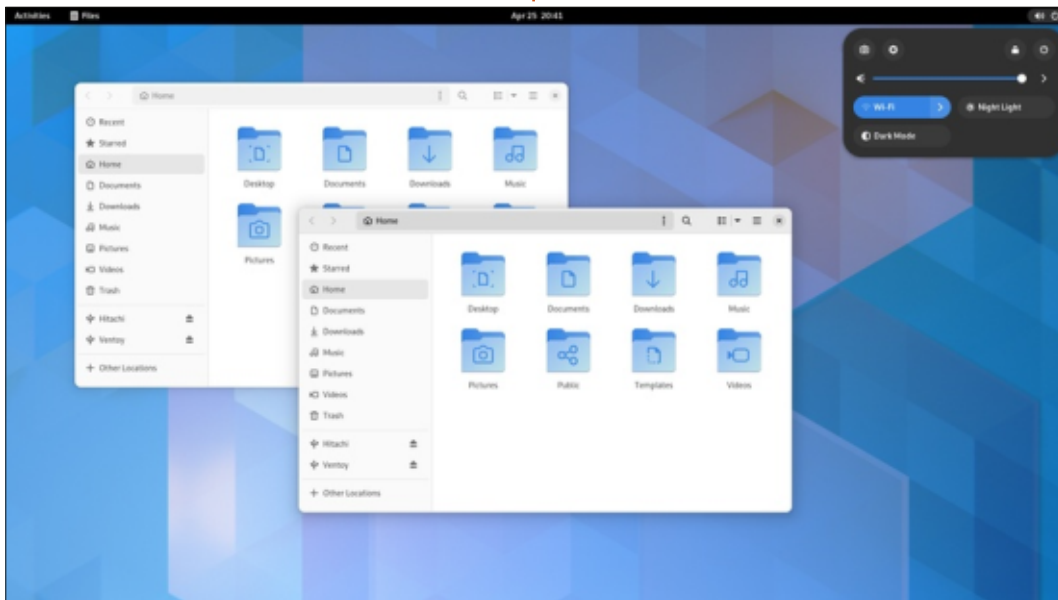 Activities Files Apr 25 20:41
Wi-Fi Night Light
Dark Mode
Home
Recent
Starred
Home
Documents
Downloads
Music
Pictures
Videos
Trash
Hitachi
Ventoy
+ Other Locations
Desktop Documents Downloads Music
Pictures
Home
Recent
Starred
Home
Documents
Downloads
Music
Pictures
Videos
Trash
Hitachi
Ventoy
+ Other Locations
Desktop Documents Downloads Music
Pictures Public Templates Videos